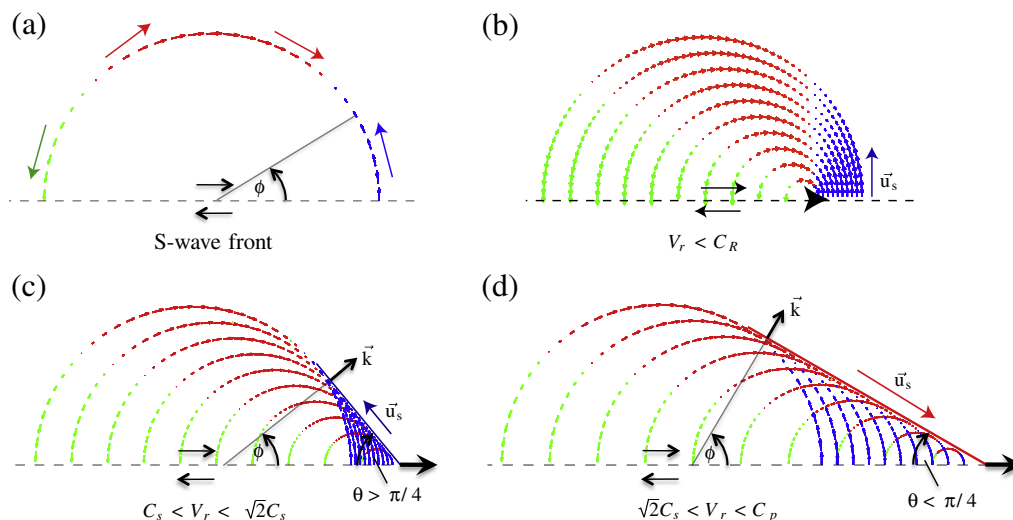 (a)
ϕ
S-wave front
(b)
u⃗s
Vr < CR
(c)
k⃗
u⃗s
ϕ
θ > π/4
Cs < Vr < √2Cs
(d)
k⃗
u⃗s
ϕ
θ < π/4
√2Cs < Vr < Cp